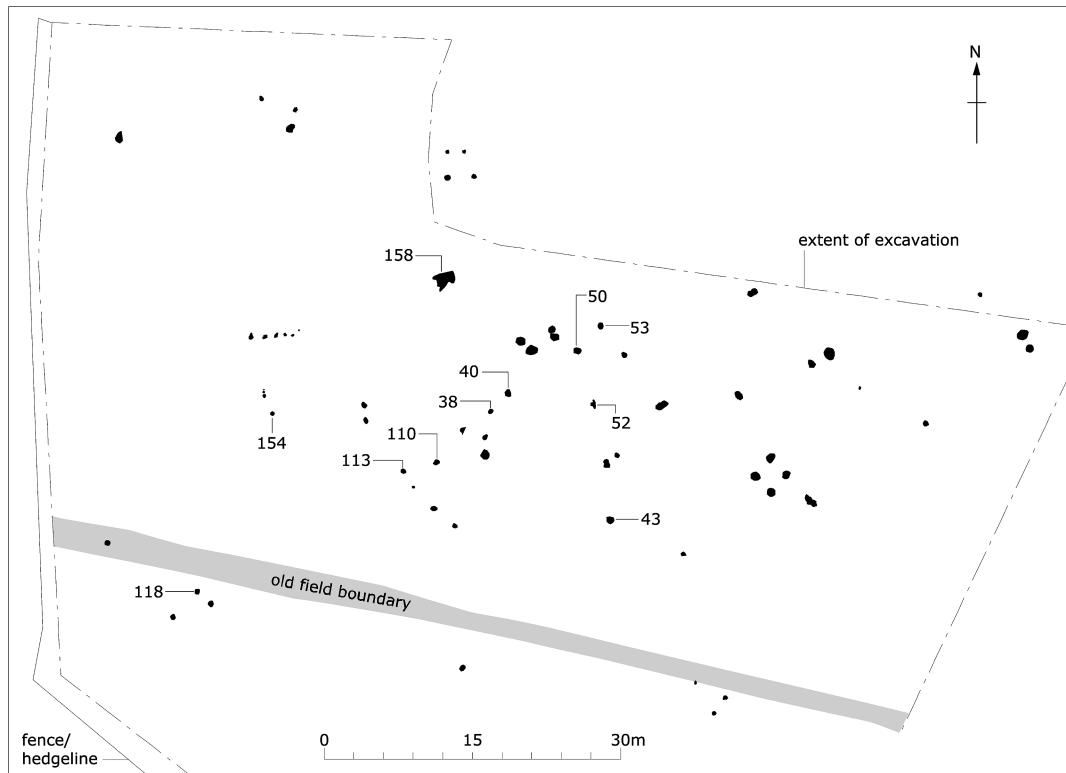 N
extent of excavation
158
50
53
40
38
52
154
110
113
43
old field boundary
118
fence/
hedgeline
0 15 30m